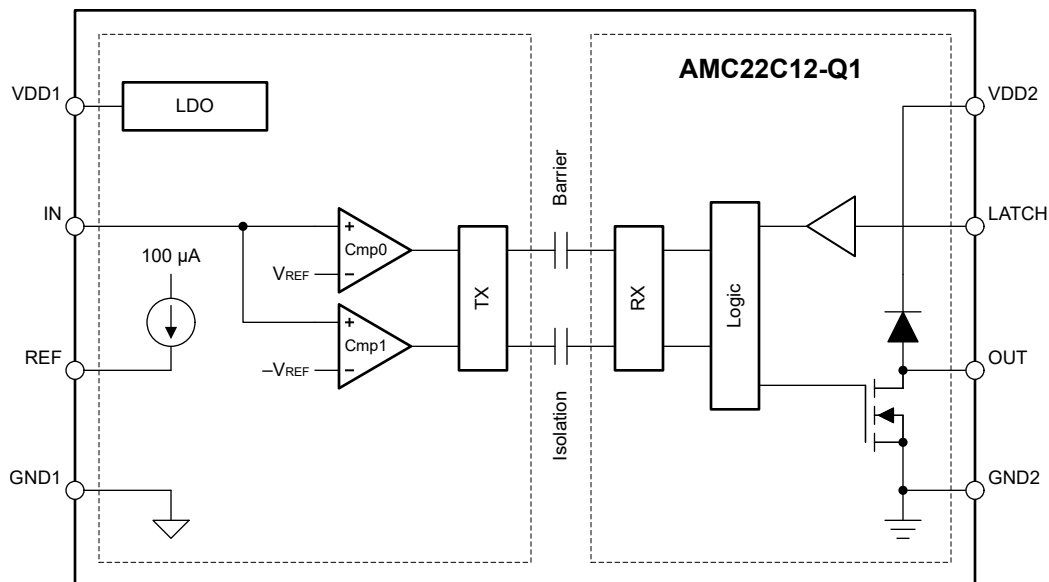 AMC22C12-Q1
VDD1
LDO
VDD2
IN
Barrier
LATCH
+
Cmp0
VREF
−
100 µA
TX
RX
Logic
+
Cmp1
–VREF
−
REF
OUT
Isolation
GND1
GND2